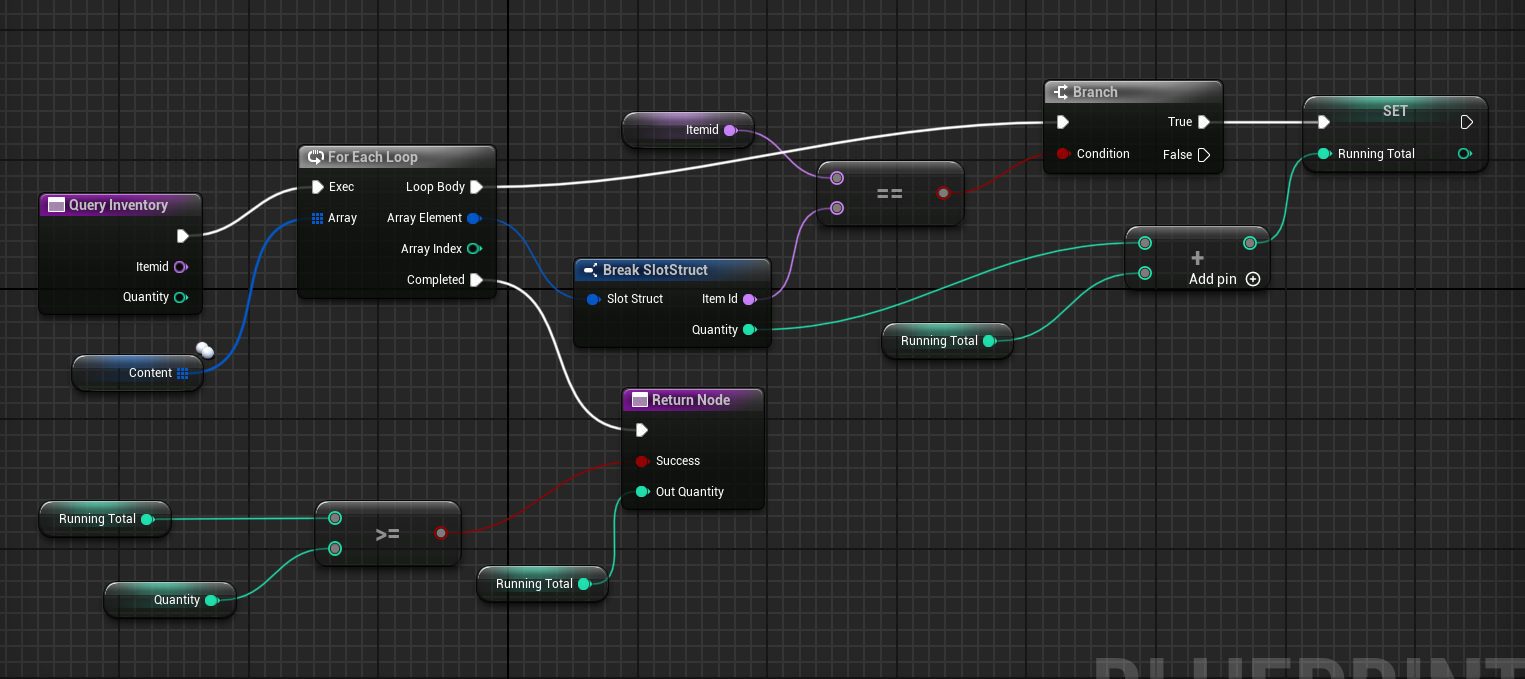 Query Inventory
Itemid
Quantity
Content
For Each Loop
Exec
Loop Body
Array
Array Element
Array Index
Completed
Itemid
==
Break SlotStruct
Slot Struct
Item Id
Quantity
Branch
True
Condition
False
SET
Running Total
+
Add pin
Running Total
Return Node
Success
Out Quantity
Running Total
>=
Quantity
Running Total
BLUEPRINT